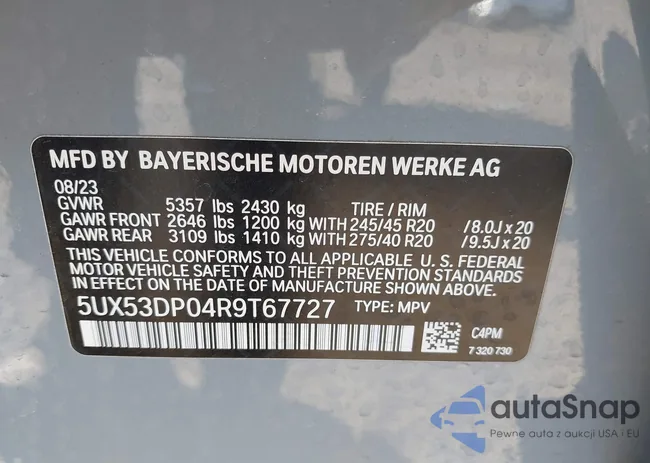 MFD BY BAYERISCHE MOTOREN WERKE AG
08/23
GVWR 5357 lbs 2430 kg TIRE / RIM
GAWR FRONT 2646 lbs 1200 kg WITH 245/45 R20 /8.0J x 20
GAWR REAR 3109 lbs 1410 kg WITH 275/40 R20 /9.5J x 20
THIS VEHICLE CONFORMS TO ALL APPLICABLE U. S. FEDERAL
MOTOR VEHICLE SAFETY AND THEFT PREVENTION STANDARDS
IN EFFECT ON THE DATE OF MANUFACTURE SHOWN ABOVE.
5UX53DP04R9T67727 TYPE: MPV
C4PM
7 320 730
autaSnap
Pewne auta z aukcji USA i EU